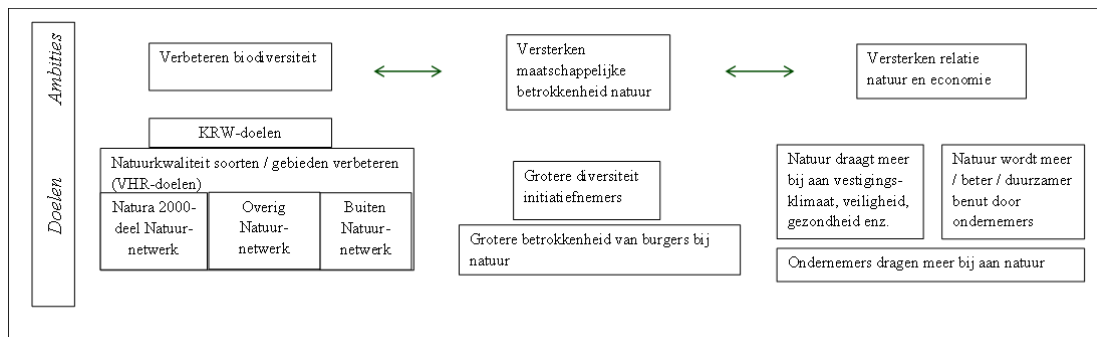 Ambities
Verbeteren biodiversiteit
Versterken
maatschappelijke
betrokkenheid natuur
Versterken relatie
natuur en economie
Doelen
KRW-doelen
Natuurkwaliteit soorten / gebieden verbeteren
(VHR-doelen)
Natura 2000-
deel Natuur-
netwerk
Overig
Natuur-
netwerk
Buiten
Natuur-
netwerk
Grotere diversiteit
initiatiefnemers
Grotere betrokkenheid van burgers bij
natuur
Natuur draagt meer
bij aan vestigings-
klimaat, veiligheid,
gezondheid enz.
Natuur wordt meer
/ beter / duurzamer
benut door
ondernemers
Ondernemers dragen meer bij aan natuur